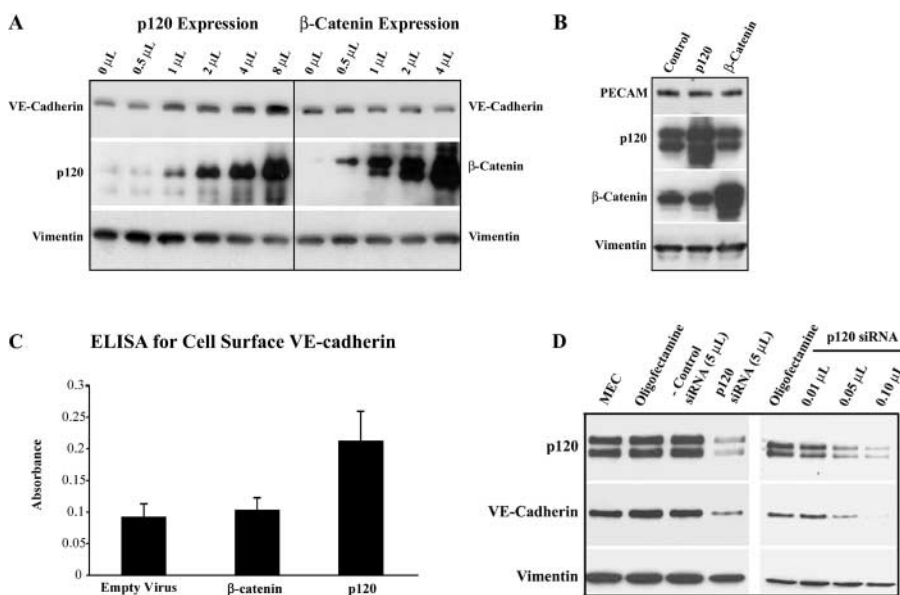 A
p120 Expression
β-Catenin Expression
0 µL
0.5 µL
1 µL
2 µL
4 µL
8 µL
0 µL
0.5 µL
1 µL
2 µL
4 µL
VE-Cadherin
VE-Cadherin
p120
β-Catenin
Vimentin
Vimentin
B
Control
p120
β-Catenin
PECAM
p120
β-Catenin
Vimentin
C
ELISA for Cell Surface VE-cadherin
Absorbance
0.3
0.25
0.2
0.15
0.1
0.05
0
Empty Virus
β-catenin
p120
D
MEC
Oligofectamine
- Control
siRNA (5 µL)
p120
siRNA (5 µL)
Oligofectamine
p120 siRNA
0.01 µL
0.05 µL
0.10 µL
p120
VE-Cadherin
Vimentin